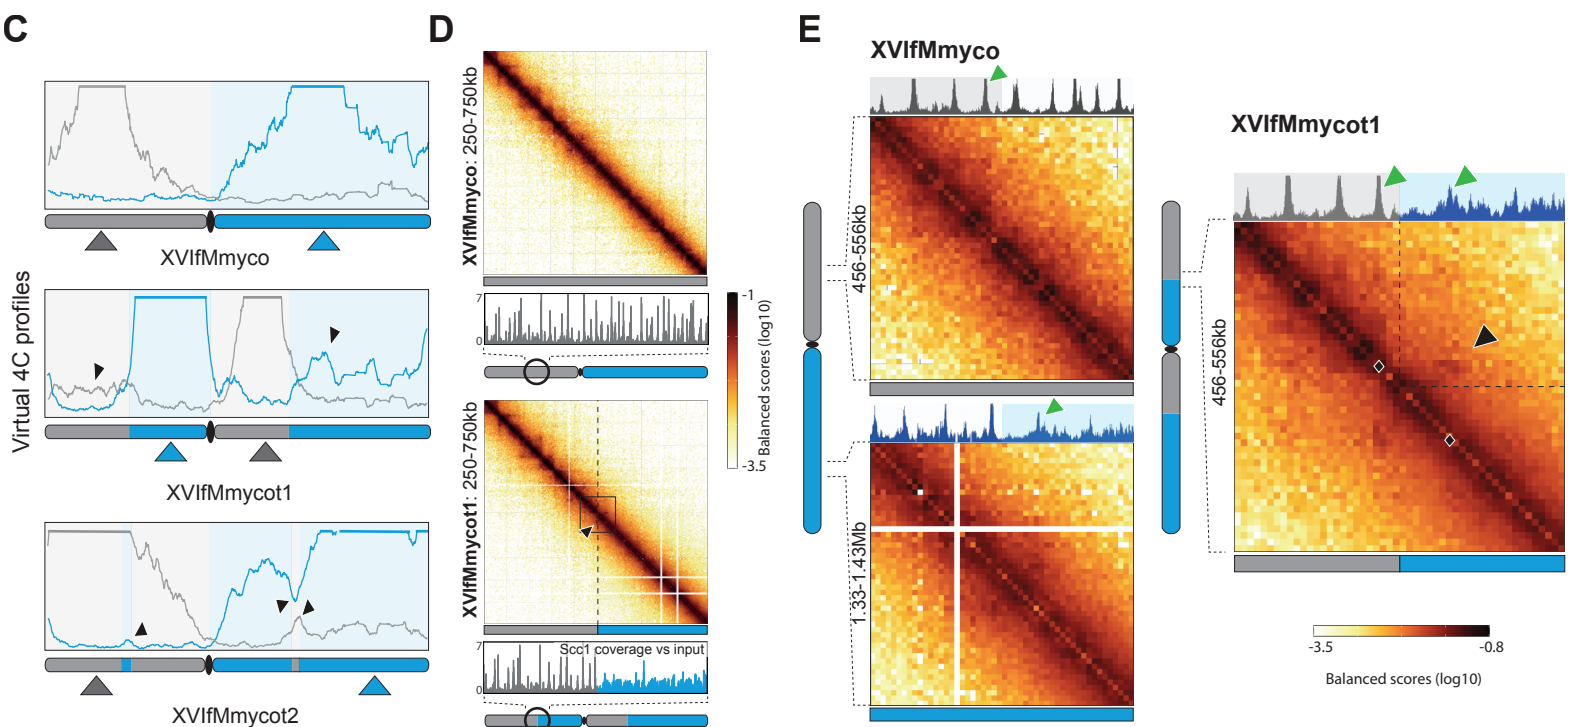 C
Virtual 4C profiles
XVIfMmyco
XVIfMmycot1
XVIfMmycot2
D
XVIfMmyco: 250-750kb
7
0
-1
Balanced scores (log10)
-3.5
XVIfMmycot1: 250-750kb
7
Scc1 coverage vs input
0
E
XVIfMmyco
456-556kb
1.33-1.43Mb
XVIfMmycot1
456-556kb
-3.5
-0.8
Balanced scores (log10)